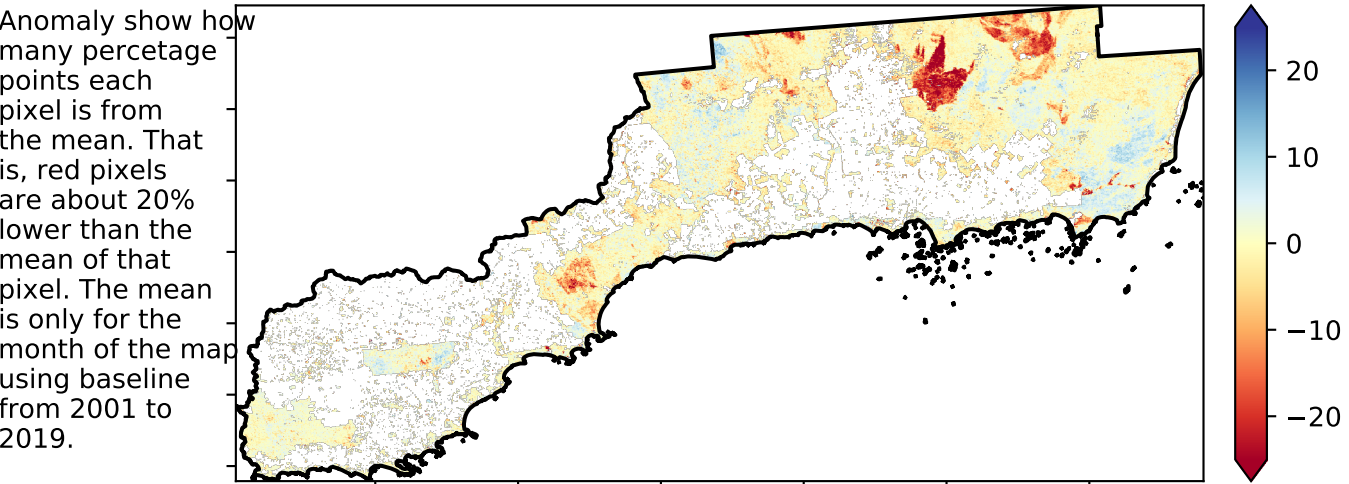 Anomaly show how
many percetage
points each
pixel is from
the mean. That
is, red pixels
are about 20%
lower than the
mean of that
pixel. The mean
is only for the
month of the map
using baseline
from 2001 to
2019.
20
10
0
−10
−20